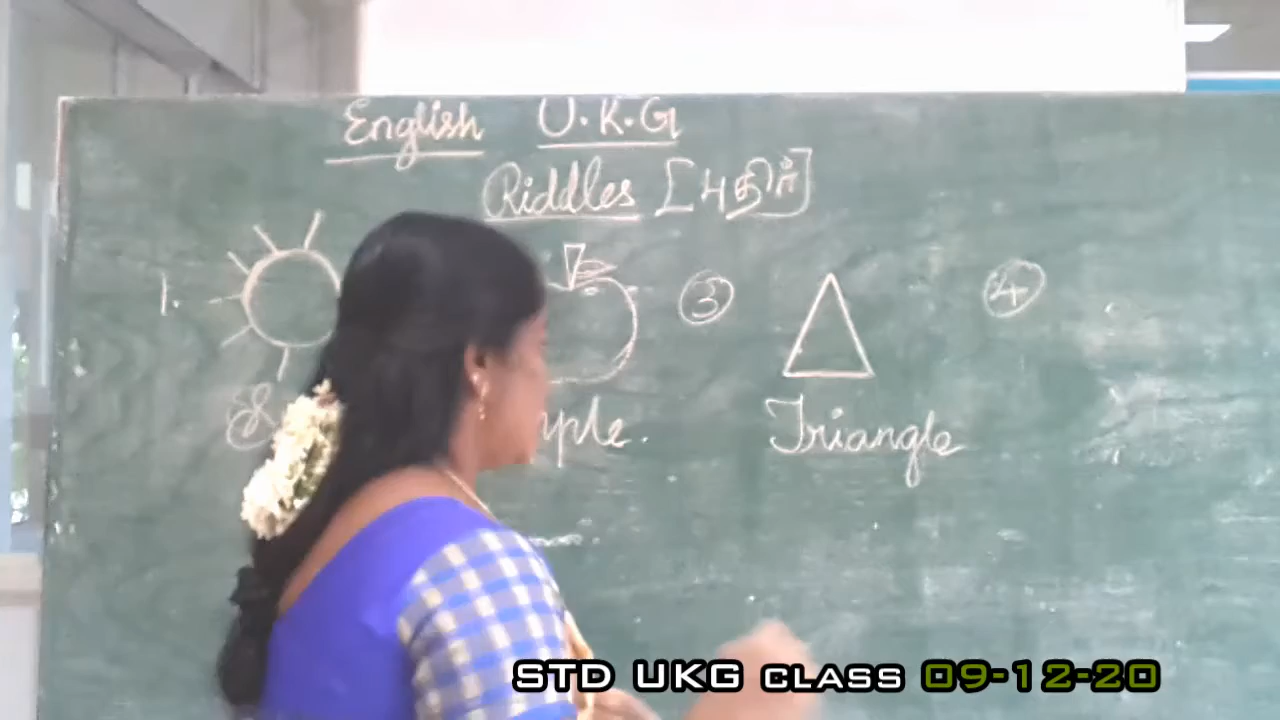 English U.K.G
Riddles [புதிர்]
1. ③ ④
Triangle
STD UKG CLASS 09-12-20